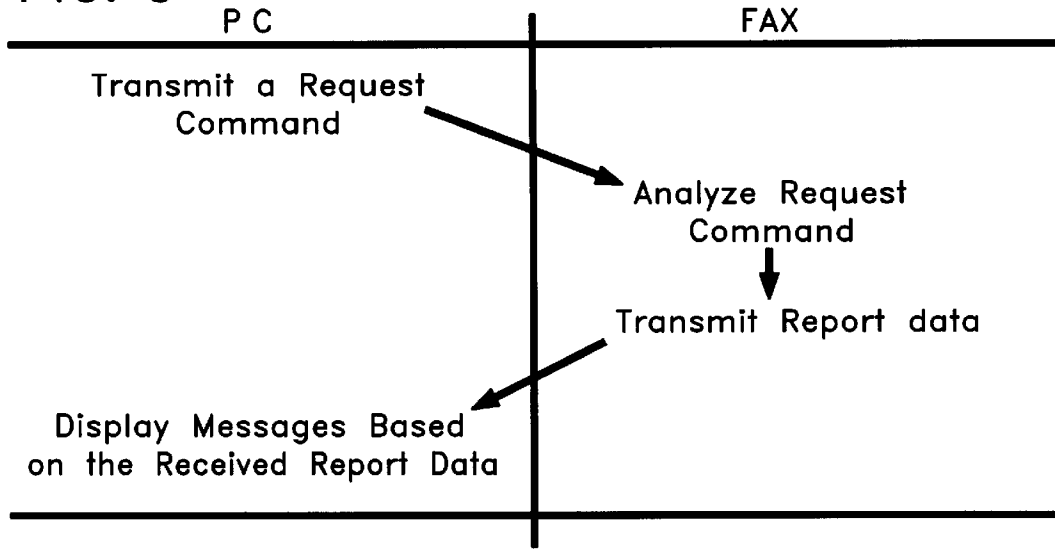 PC
FAX
Transmit a Request
Command
Analyze Request
Command
Transmit Report data
Display Messages Based
on the Received Report Data